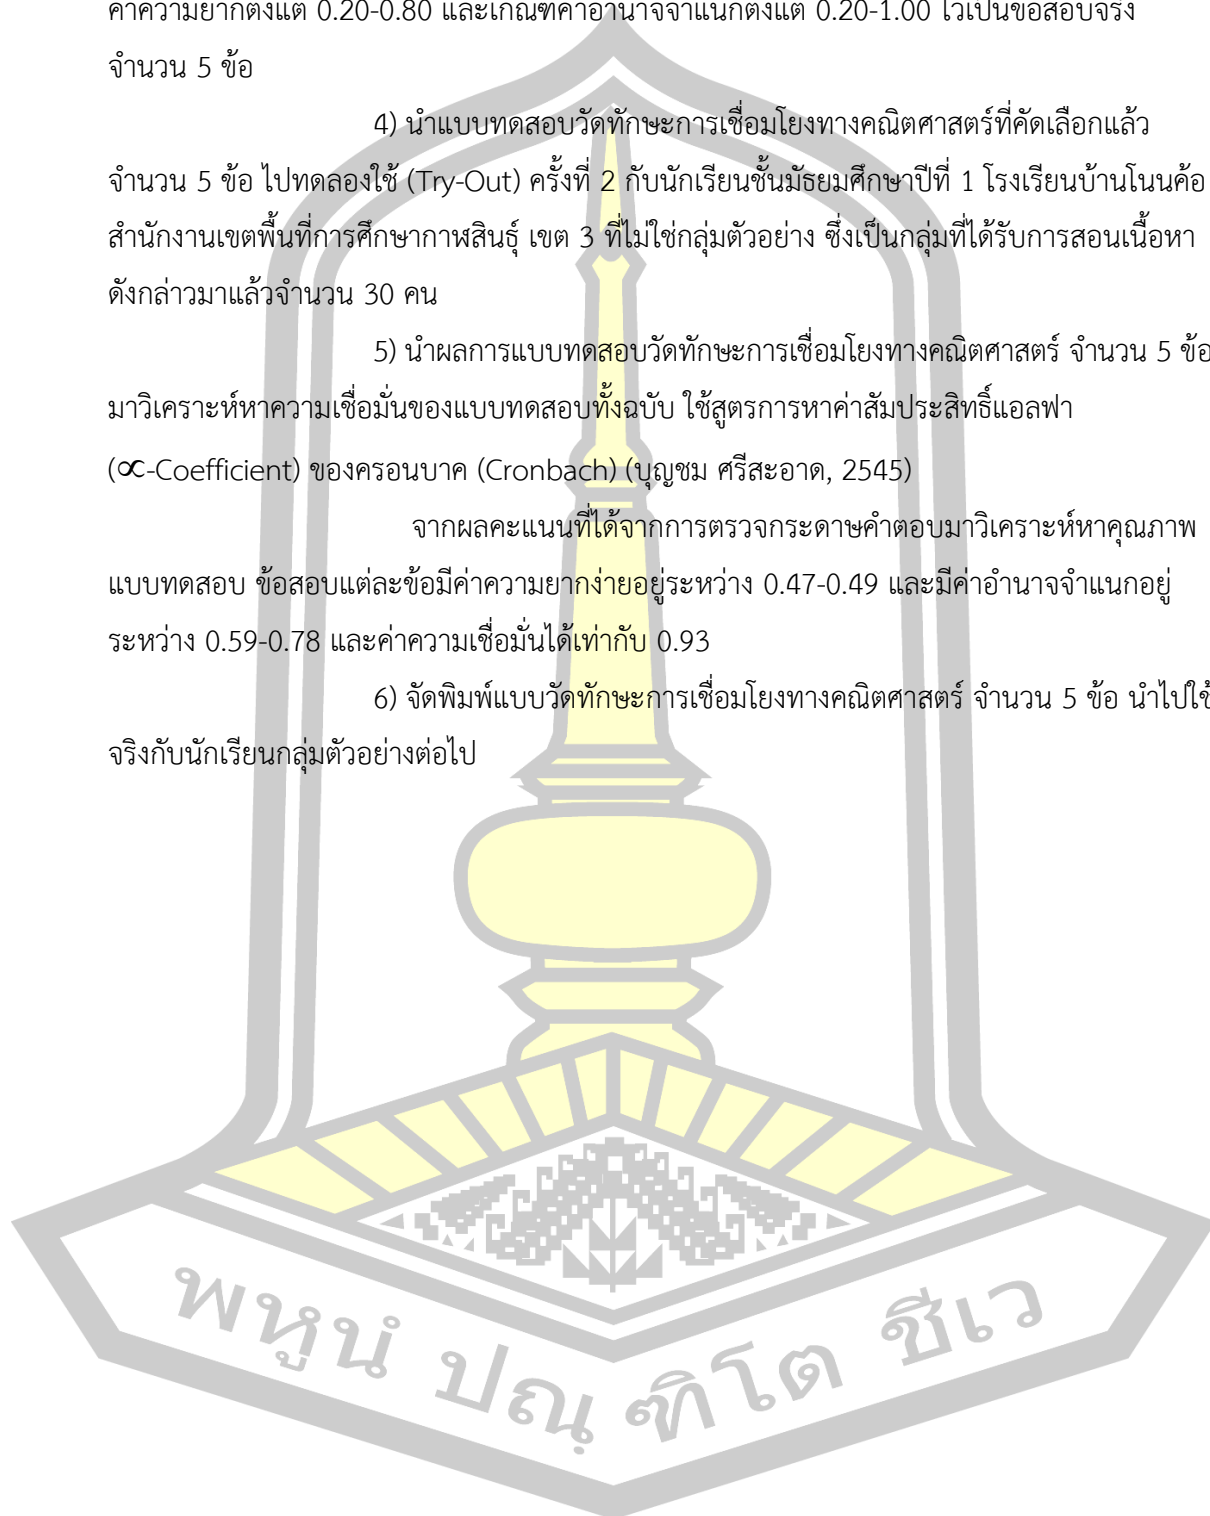 ค่าความยากตั้งแต่ 0.20-0.80 และเกณฑ์ค่าอำนาจจำแนกตั้งแต่ 0.20-1.00 ไว้เป็นข้อสอบจริง
จำนวน 5 ข้อ
4) นำแบบทดสอบวัดทักษะการเชื่อมโยงทางคณิตศาสตร์ที่คัดเลือกแล้ว
จำนวน 5 ข้อ ไปทดลองใช้ (Try-Out) ครั้งที่ 2 กับนักเรียนชั้นมัธยมศึกษาปีที่ 1 โรงเรียนบ้านโนนค้อ
สำนักงานเขตพื้นที่การศึกษากาฬสินธุ์ เขต 3 ที่ไม่ใช่กลุ่มตัวอย่าง ซึ่งเป็นกลุ่มที่ได้รับการสอนเนื้อหา
ดังกล่าวมาแล้วจำนวน 30 คน
5) นำผลการแบบทดสอบวัดทักษะการเชื่อมโยงทางคณิตศาสตร์ จำนวน 5 ข้อ
มาวิเคราะห์หาความเชื่อมั่นของแบบทดสอบทั้งฉบับ ใช้สูตรการหาค่าสัมประสิทธิ์แอลฟา
(∝-Coefficient) ของครอนบาค (Cronbach) (บุญชม ศรีสะอาด, 2545)
จากผลคะแนนที่ได้จากการตรวจกระดาษคำตอบมาวิเคราะห์หาคุณภาพ
แบบทดสอบ ข้อสอบแต่ละข้อมีค่าความยากง่ายอยู่ระหว่าง 0.47-0.49 และมีค่าอำนาจจำแนกอยู่
ระหว่าง 0.59-0.78 และค่าความเชื่อมั่นได้เท่ากับ 0.93
6) จัดพิมพ์แบบวัดทักษะการเชื่อมโยงทางคณิตศาสตร์ จำนวน 5 ข้อ นำไปใช้
จริงกับนักเรียนกลุ่มตัวอย่างต่อไป
พหูนํ ปณฺ ฑิโต ชีเว